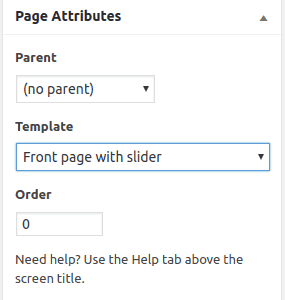 Page Attributes
Parent
(no parent)
Template
Front page with slider
Order
0
Need help? Use the Help tab above the
screen title.